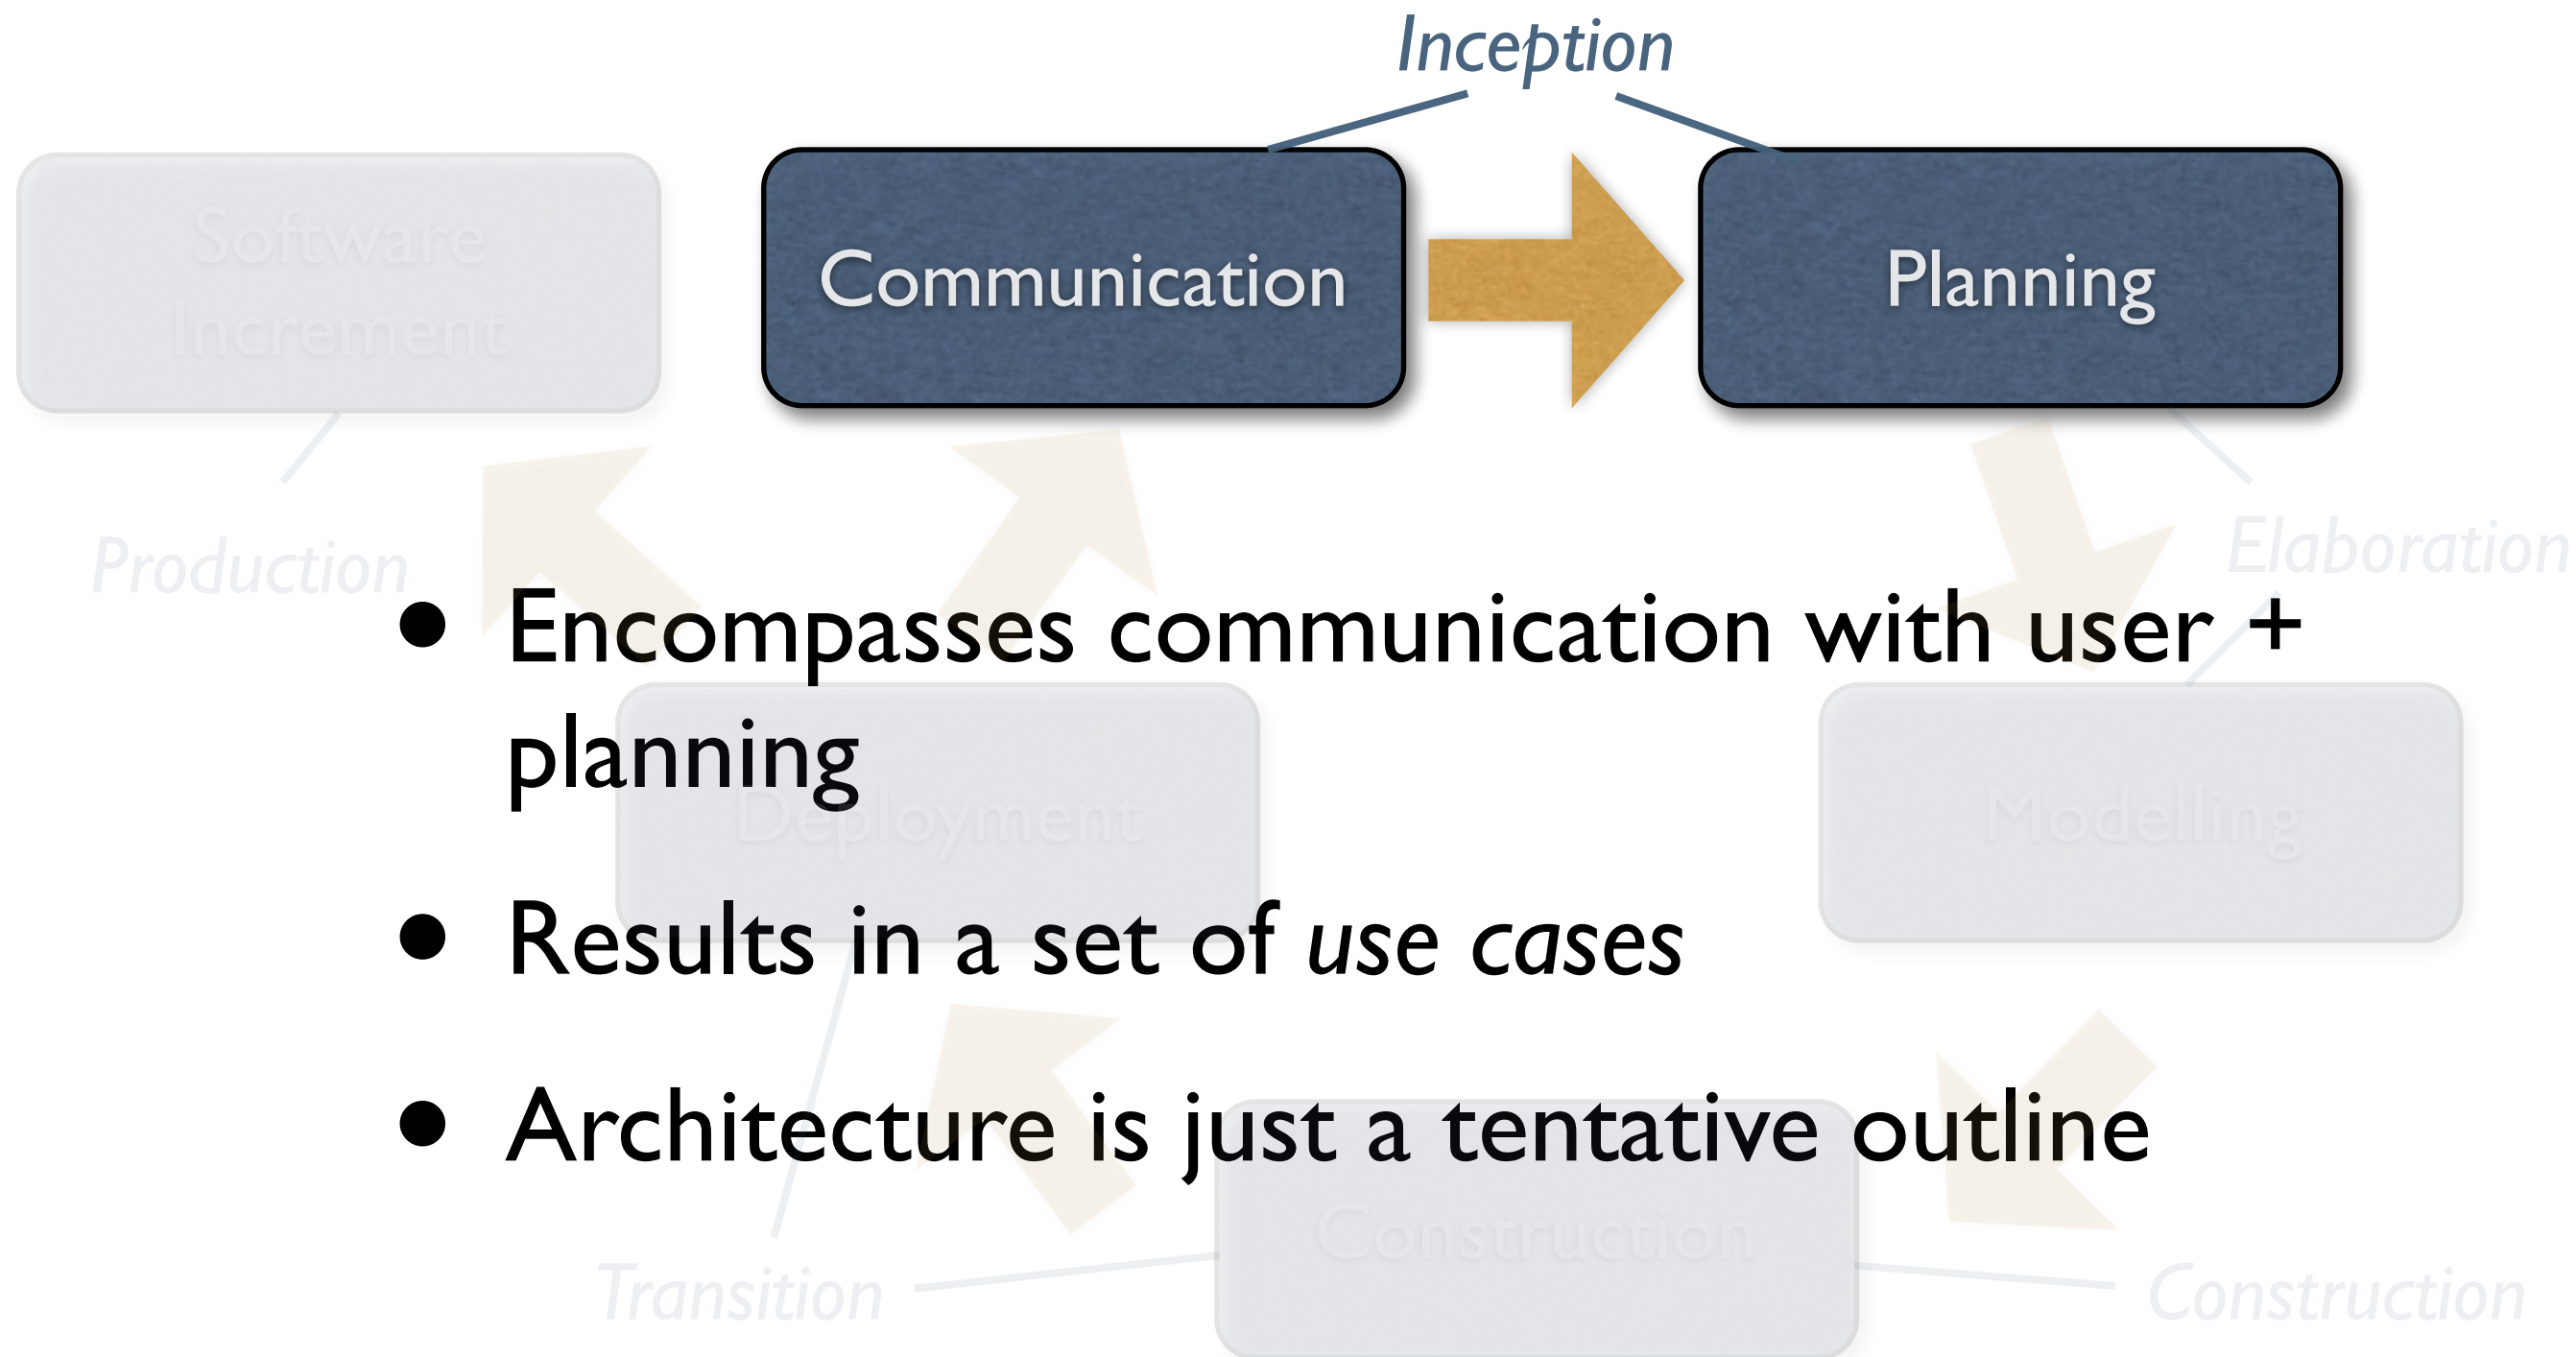 Inception
Software
Increment
Communication
Planning
Production
Elaboration
• Encompasses communication with user +
planning
Deployment
Modelling
• Results in a set of use cases
• Architecture is just a tentative outline
Construction
Transition
Construction